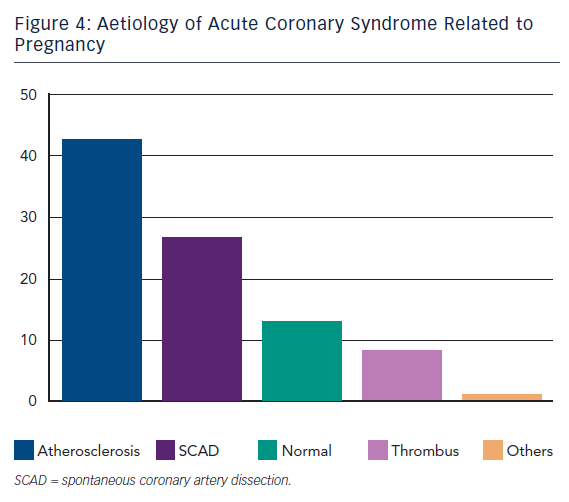 Figure 4: Aetiology of Acute Coronary Syndrome Related to
Pregnancy
50
40
30
20
10
0
Atherosclerosis SCAD Normal Thrombus Others
SCAD = spontaneous coronary artery dissection.